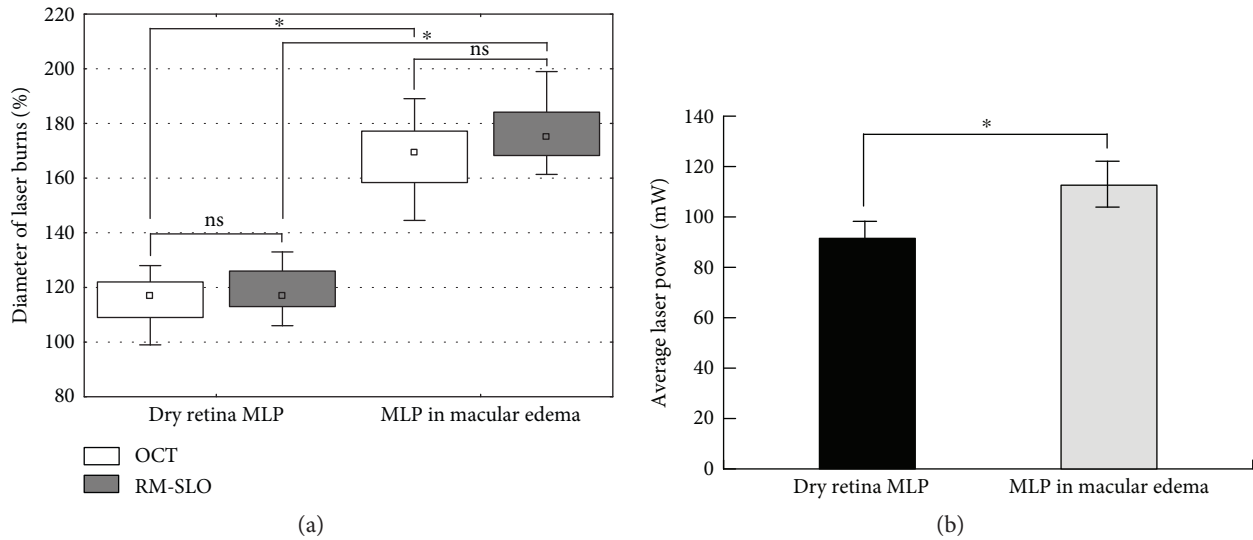 220
200
180
160
140
120
100
80
Diameter of laser burns (%)
*
*
ns
ns
Dry retina MLP
MLP in macular edema
OCT
RM-SLO
(a)
140
120
100
80
60
40
20
0
Average laser power (mW)
*
Dry retina MLP
MLP in macular edema
(b)